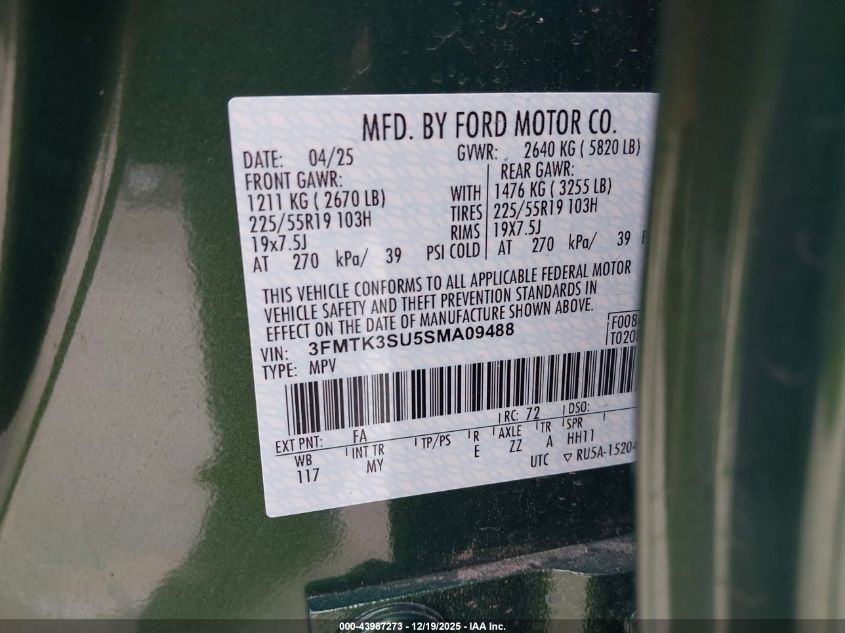 MFD. BY FORD MOTOR CO.
DATE: 04/25 GVWR: 2640 KG ( 5820 LB)
FRONT GAWR: REAR GAWR:
1211 KG ( 2670 LB) WITH 1476 KG ( 3255 LB)
225/55R19 103H TIRES 225/55R19 103H
19x7.5J RIMS 19X7.5J
AT 270 kPa/ 39 PSI COLD AT 270 kPa/ 39
THIS VEHICLE CONFORMS TO ALL APPLICABLE FEDERAL MOTOR
VEHICLE SAFETY AND THEFT PREVENTION STANDARDS IN
EFFECT ON THE DATE OF MANUFACTURE SHOWN ABOVE.
VIN: 3FMTK3SU5SMA09488
TYPE: MPV
RC: 72 DSO:
EXT PNT: FA
WB INT TR TP/PS R AXLE TR SPR
117 MY E ZZ A HH11
UTC ▽ RU5A-15204
000-43987273 - 12/19/2025 - IAA Inc.